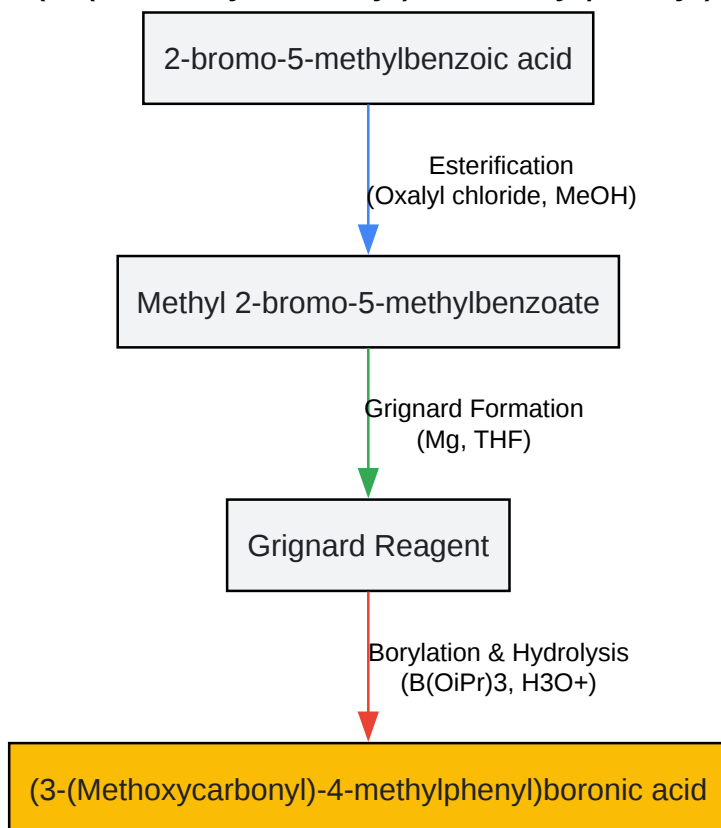 2-bromo-5-methylbenzoic acid
Esterification
(Oxalyl chloride, MeOH)
Methyl 2-bromo-5-methylbenzoate
Grignard Formation
(Mg, THF)
Grignard Reagent
Borylation & Hydrolysis
(B(OiPr)3, H3O+)
(3-(Methoxycarbonyl)-4-methylphenyl)boronic acid